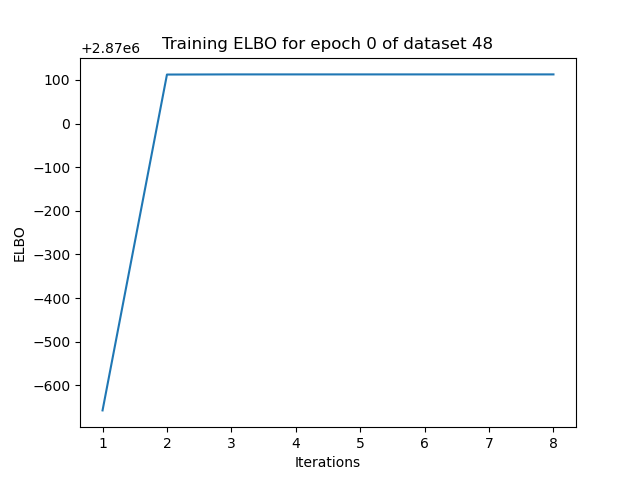 +2.87e6
Training ELBO for epoch 0 of dataset 48
100
0
−100
−200
−300
−400
−500
−600
ELBO
1 2 3 4 5 6 7 8
Iterations